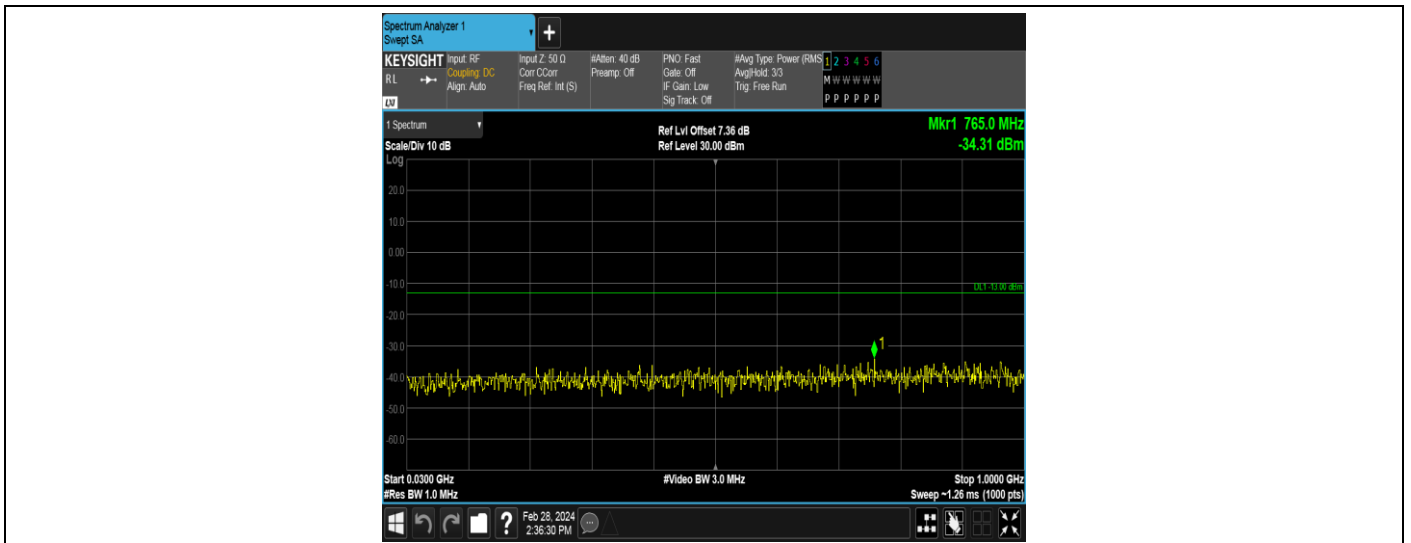 Spectrum Analyzer 1
Swept SA
+
KEYSIGHT
RL
LXI
Input: RF
Coupling: DC
Align: Auto
Input Z: 50 Ω
Corr CCorr
Freq Ref: Int (S)
#Atten: 40 dB
Preamp: Off
PNO: Fast
Gate: Off
IF Gain: Low
Sig Track: Off
#Avg Type: Power (RMS
Avg|Hold: 3/3
Trig: Free Run
1 2 3 4 5 6
M W W W W W
P P P P P P
1 Spectrum
Scale/Div 10 dB
Ref Lvl Offset 7.36 dB
Ref Level 30.00 dBm
Mkr1 765.0 MHz
-34.31 dBm
Log
20.0
10.0
0.00
-10.0
DL1 -13.00 dBm
-20.0
-30.0
1
-40.0
-50.0
-60.0
Start 0.0300 GHz
#Video BW 3.0 MHz
Stop 1.0000 GHz
#Res BW 1.0 MHz
Sweep ~1.26 ms (1000 pts)
?
Feb 28, 2024
2:36:30 PM